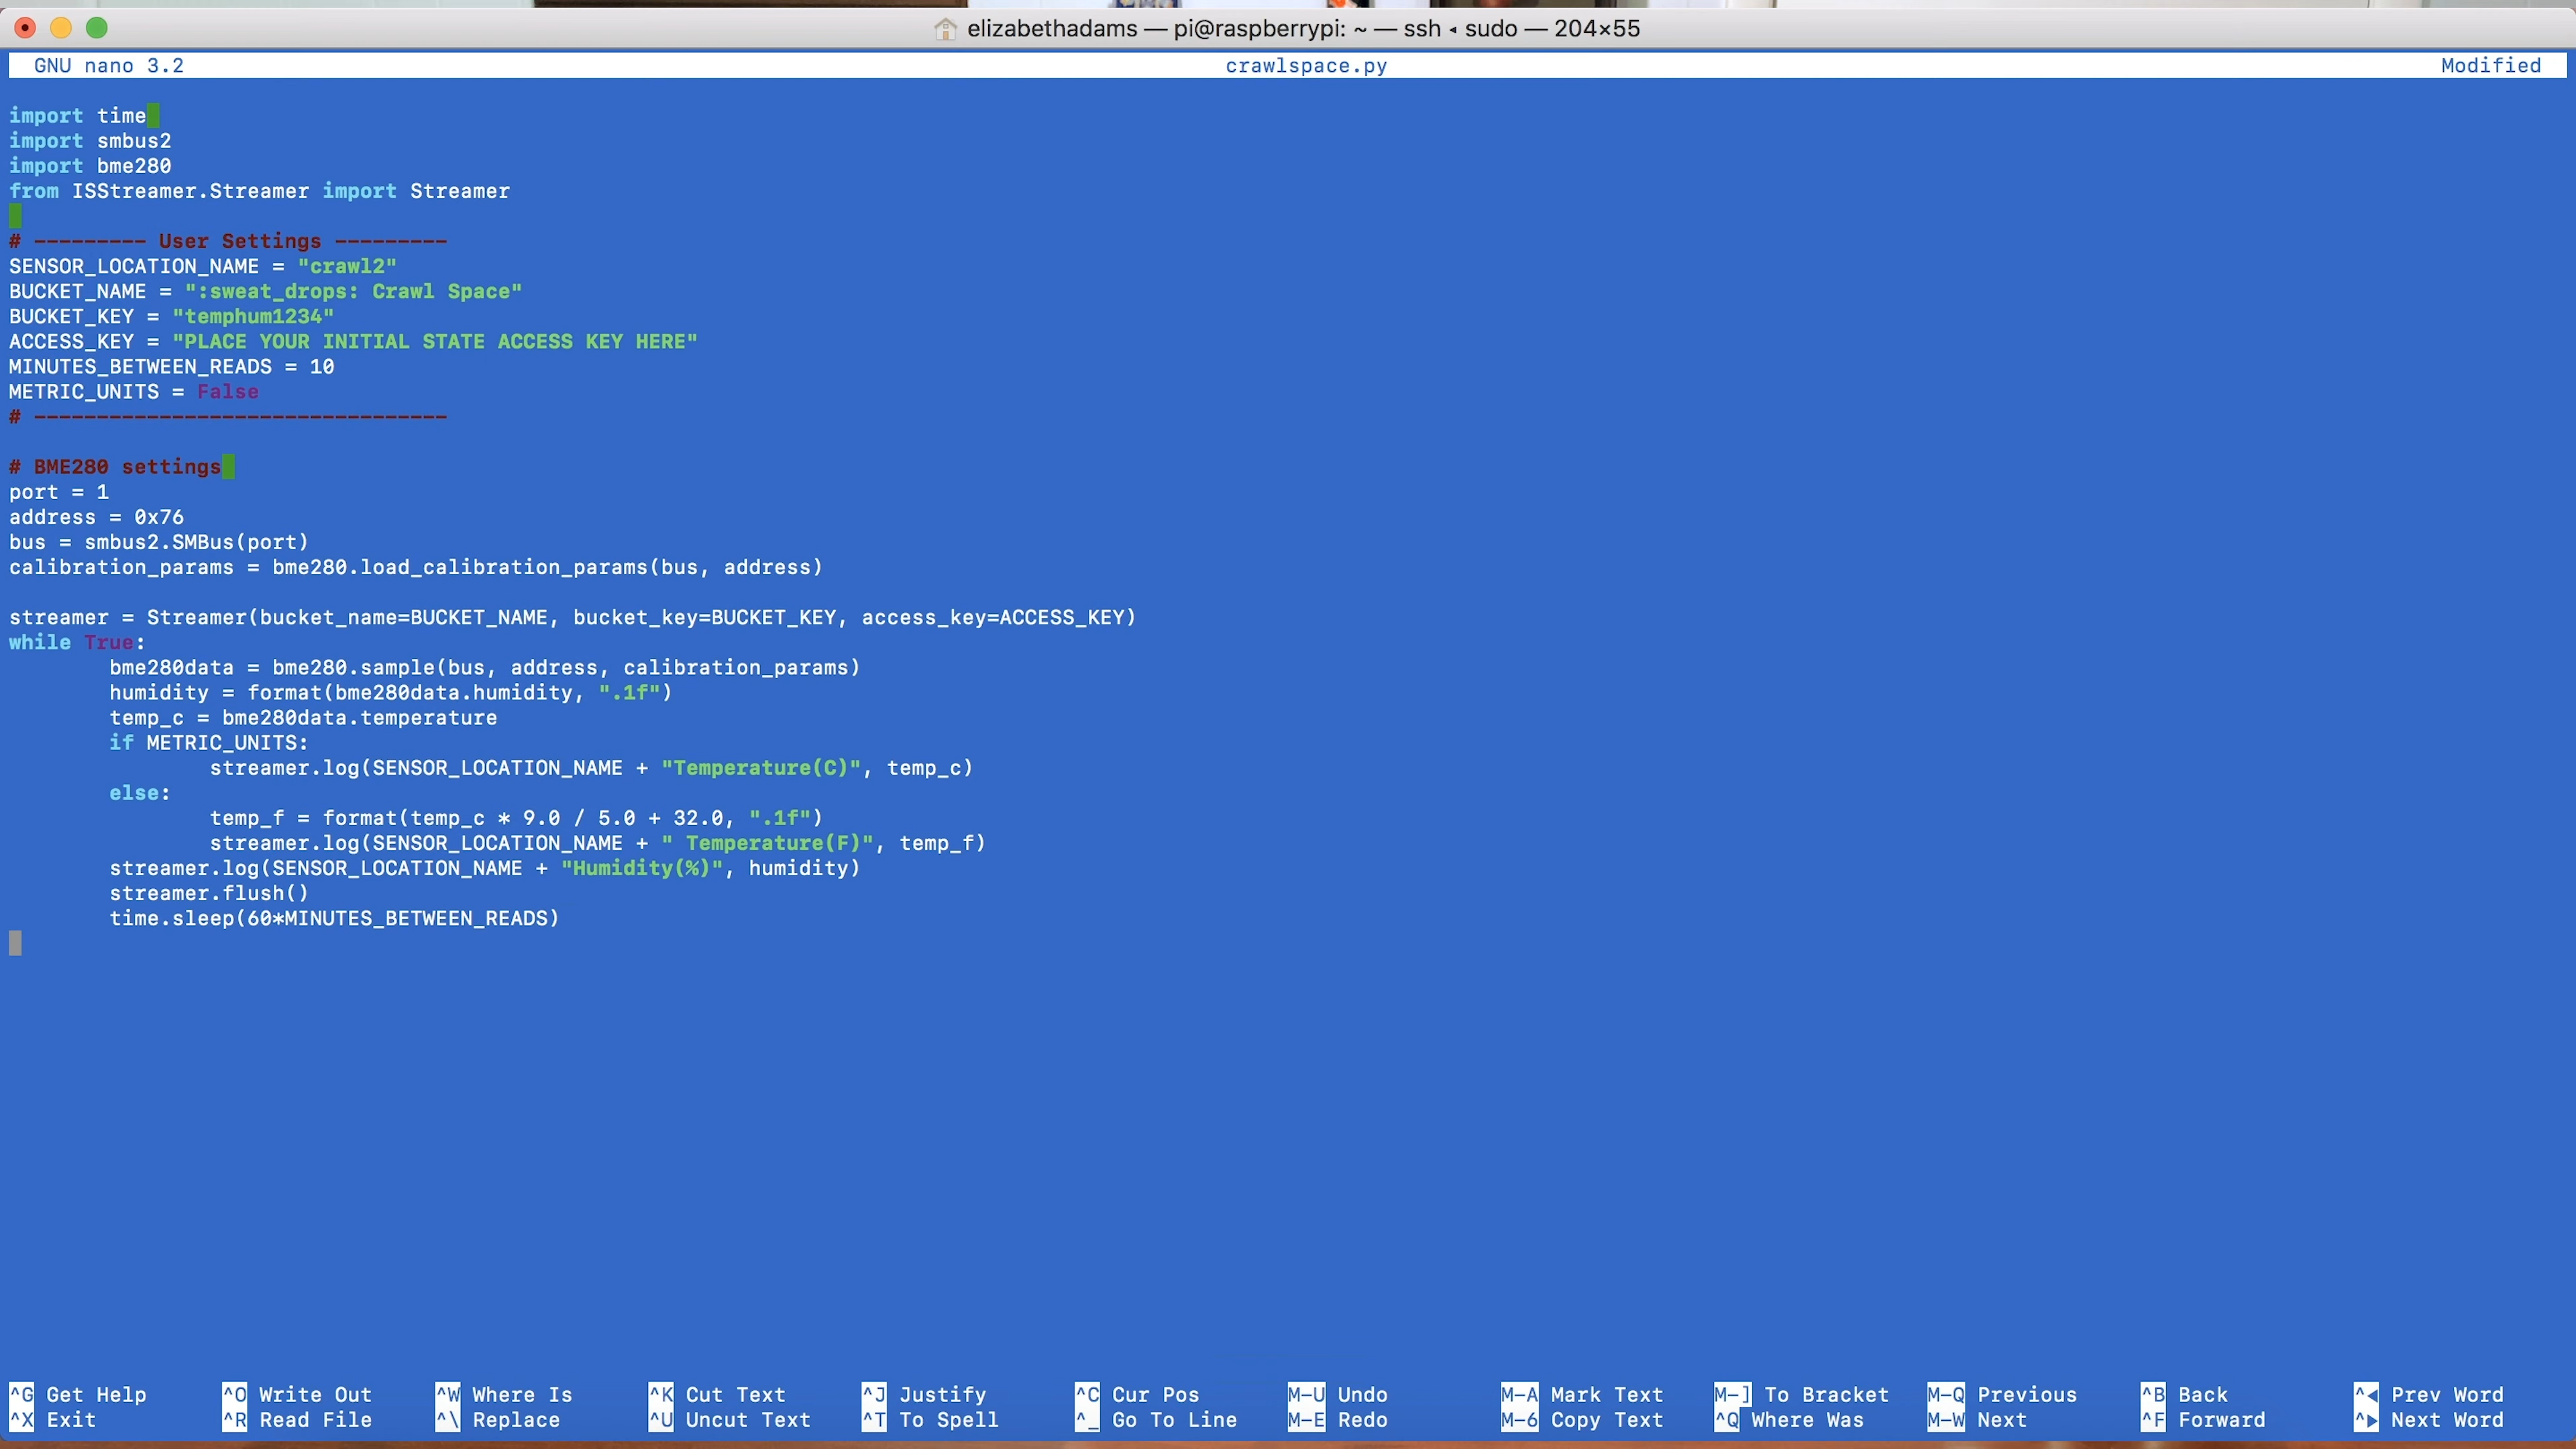 elizabethadams — pi@raspberrypi: ~ — ssh ◂ sudo — 204×55
GNU nano 3.2 crawlspace.py Modified
import time
import smbus2
import bme280
from ISStreamer.Streamer import Streamer
# --------- User Settings ---------
SENSOR_LOCATION_NAME = "crawl2"
BUCKET_NAME = ":sweat_drops: Crawl Space"
BUCKET_KEY = "temphum1234"
ACCESS_KEY = "PLACE YOUR INITIAL STATE ACCESS KEY HERE"
MINUTES_BETWEEN_READS = 10
METRIC_UNITS = False
# ---------------------------------
# BME280 settings
port = 1
address = 0x76
bus = smbus2.SMBus(port)
calibration_params = bme280.load_calibration_params(bus, address)
streamer = Streamer(bucket_name=BUCKET_NAME, bucket_key=BUCKET_KEY, access_key=ACCESS_KEY)
while True:
        bme280data = bme280.sample(bus, address, calibration_params)
        humidity = format(bme280data.humidity, ".1f")
        temp_c = bme280data.temperature
        if METRIC_UNITS:
                streamer.log(SENSOR_LOCATION_NAME + "Temperature(C)", temp_c)
        else:
                temp_f = format(temp_c * 9.0 / 5.0 + 32.0, ".1f")
                streamer.log(SENSOR_LOCATION_NAME + " Temperature(F)", temp_f)
        streamer.log(SENSOR_LOCATION_NAME + "Humidity(%)", humidity)
        streamer.flush()
        time.sleep(60*MINUTES_BETWEEN_READS)
^G Get Help ^O Write Out ^W Where Is ^K Cut Text ^J Justify ^C Cur Pos M-U Undo M-A Mark Text M-] To Bracket M-Q Previous ^B Back ^◀ Prev Word
^X Exit ^R Read File ^\ Replace ^U Uncut Text ^T To Spell ^_ Go To Line M-E Redo M-6 Copy Text ^Q Where Was M-W Next ^F Forward ^▶ Next Word